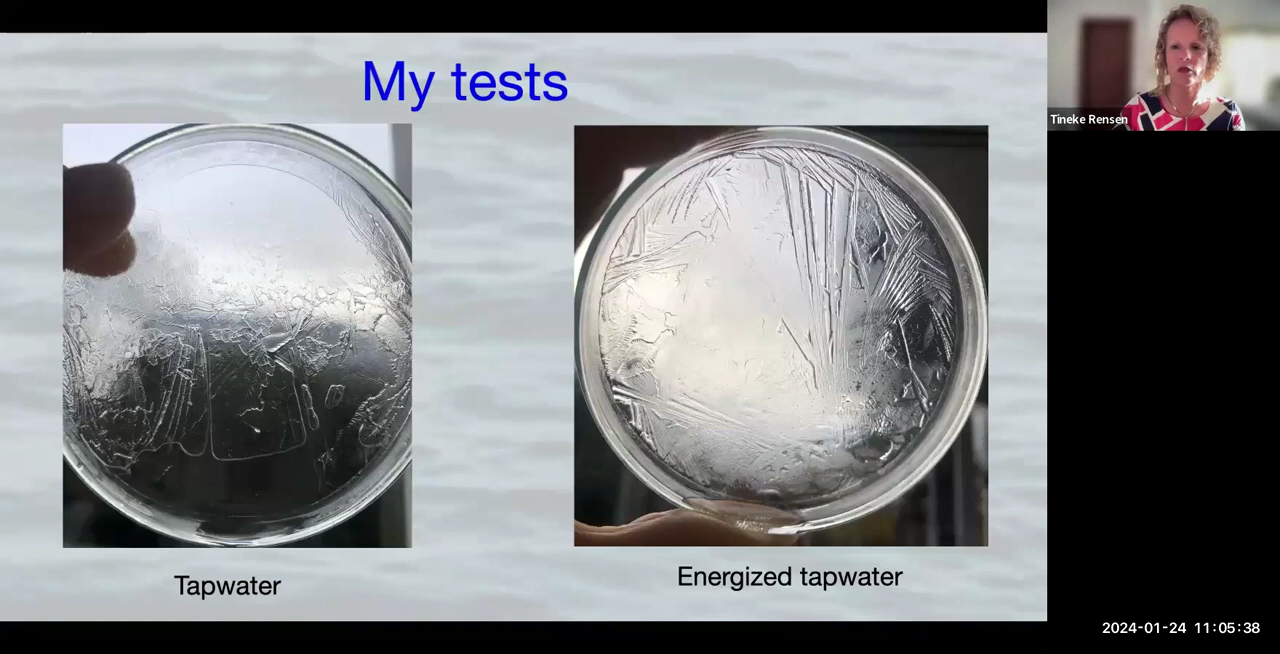 My tests
Tineke Rensen
Tapwater
Energized tapwater
2024-01-24 11:05:38